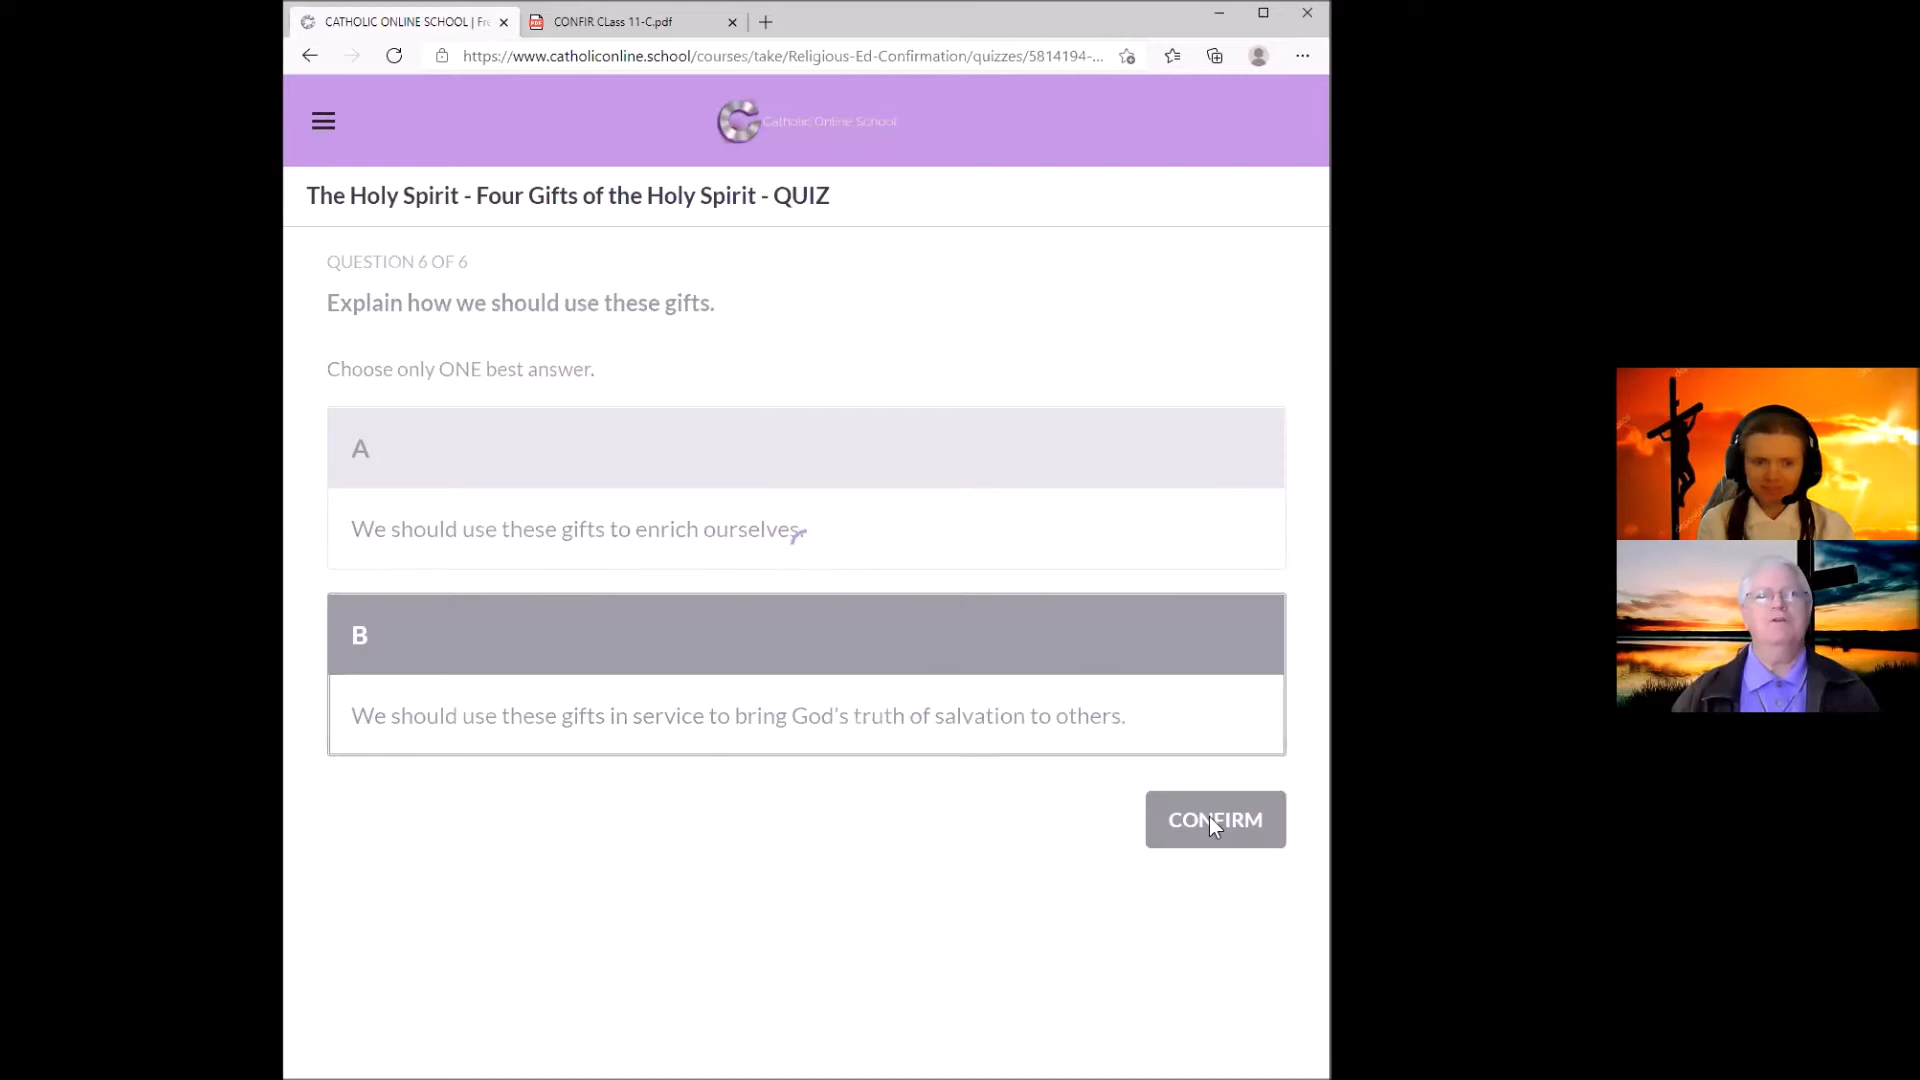 CATHOLIC ONLINE SCHOOL | Fre
CONFIR CLass 11-C.pdf
https://www.catholiconline.school/courses/take/Religious-Ed-Confirmation/quizzes/5814194-...
Catholic Online School
The Holy Spirit - Four Gifts of the Holy Spirit - QUIZ
QUESTION 6 OF 6
Explain how we should use these gifts.
Choose only ONE best answer.
A
We should use these gifts to enrich ourselves.
B
We should use these gifts in service to bring God's truth of salvation to others.
CONFIRM